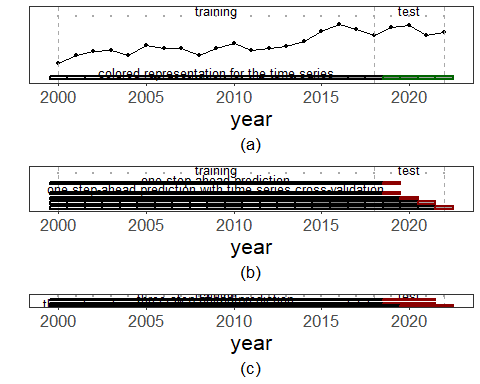 training test
colored representation for the time series
2000 2005 2010 2015 2020
year
(a)
training test
one-step-ahead prediction
one-step-ahead prediction with time series cross-validation
2000 2005 2010 2015 2020
year
(b)
2000 2005 2010 2015 2020
year
(c)